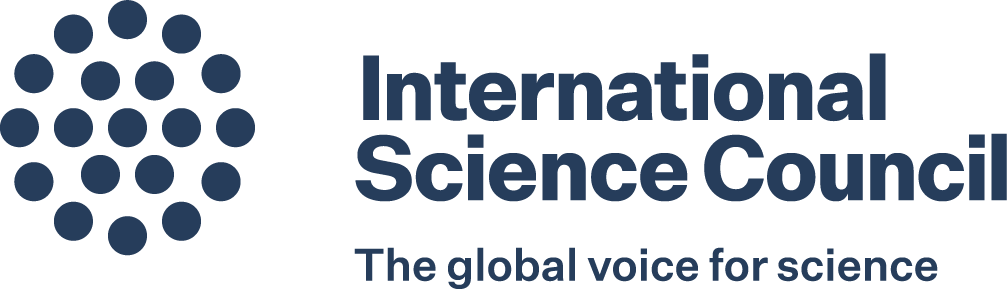 International
Science Council
The global voice for science